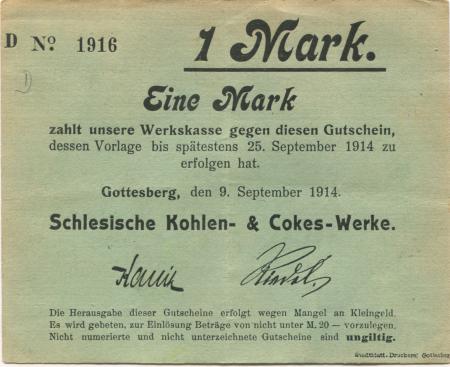 D No. 1916
1 Mark.
D
Eine Mark
zahlt unsere Werkskasse gegen diesen Gutschein,
dessen Vorlage bis spätestens 25. September 1914 zu
erfolgen hat.
Gottesberg, den 9. September 1914.
Schlesische Kohlen- & Cokes-Werke.
Die Herausgabe dieser Gutscheine erfolgt wegen Mangel an Kleingeld.
Es wird gebeten, zur Einlösung Beträge von nicht unter M. 20 — vorzulegen.
Nicht numerierte und nicht unterzeichnete Gutscheine sind ungiltig.
Stadtblatt. Druckerei Gottesberg